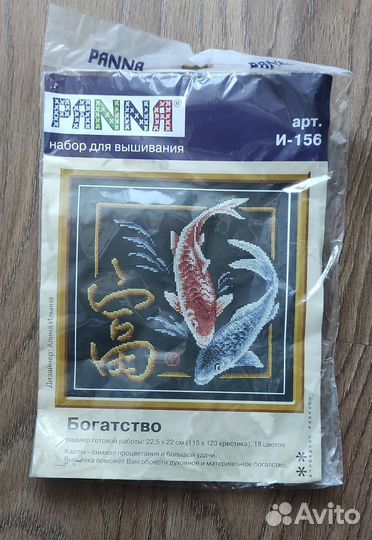 PANNA
PANNA
PANNA®
набор для вышивания
арт.
И-156
富
Дизайнер: Алина Ильина
Богатство
размер готовой работы: 22,5 х 22 см (115 х 123 крестика), 18 цветов
Карпы - символ процветания и большой удачи.
Вышивка поможет Вам обрести духовное и материальное богатство.
Avito